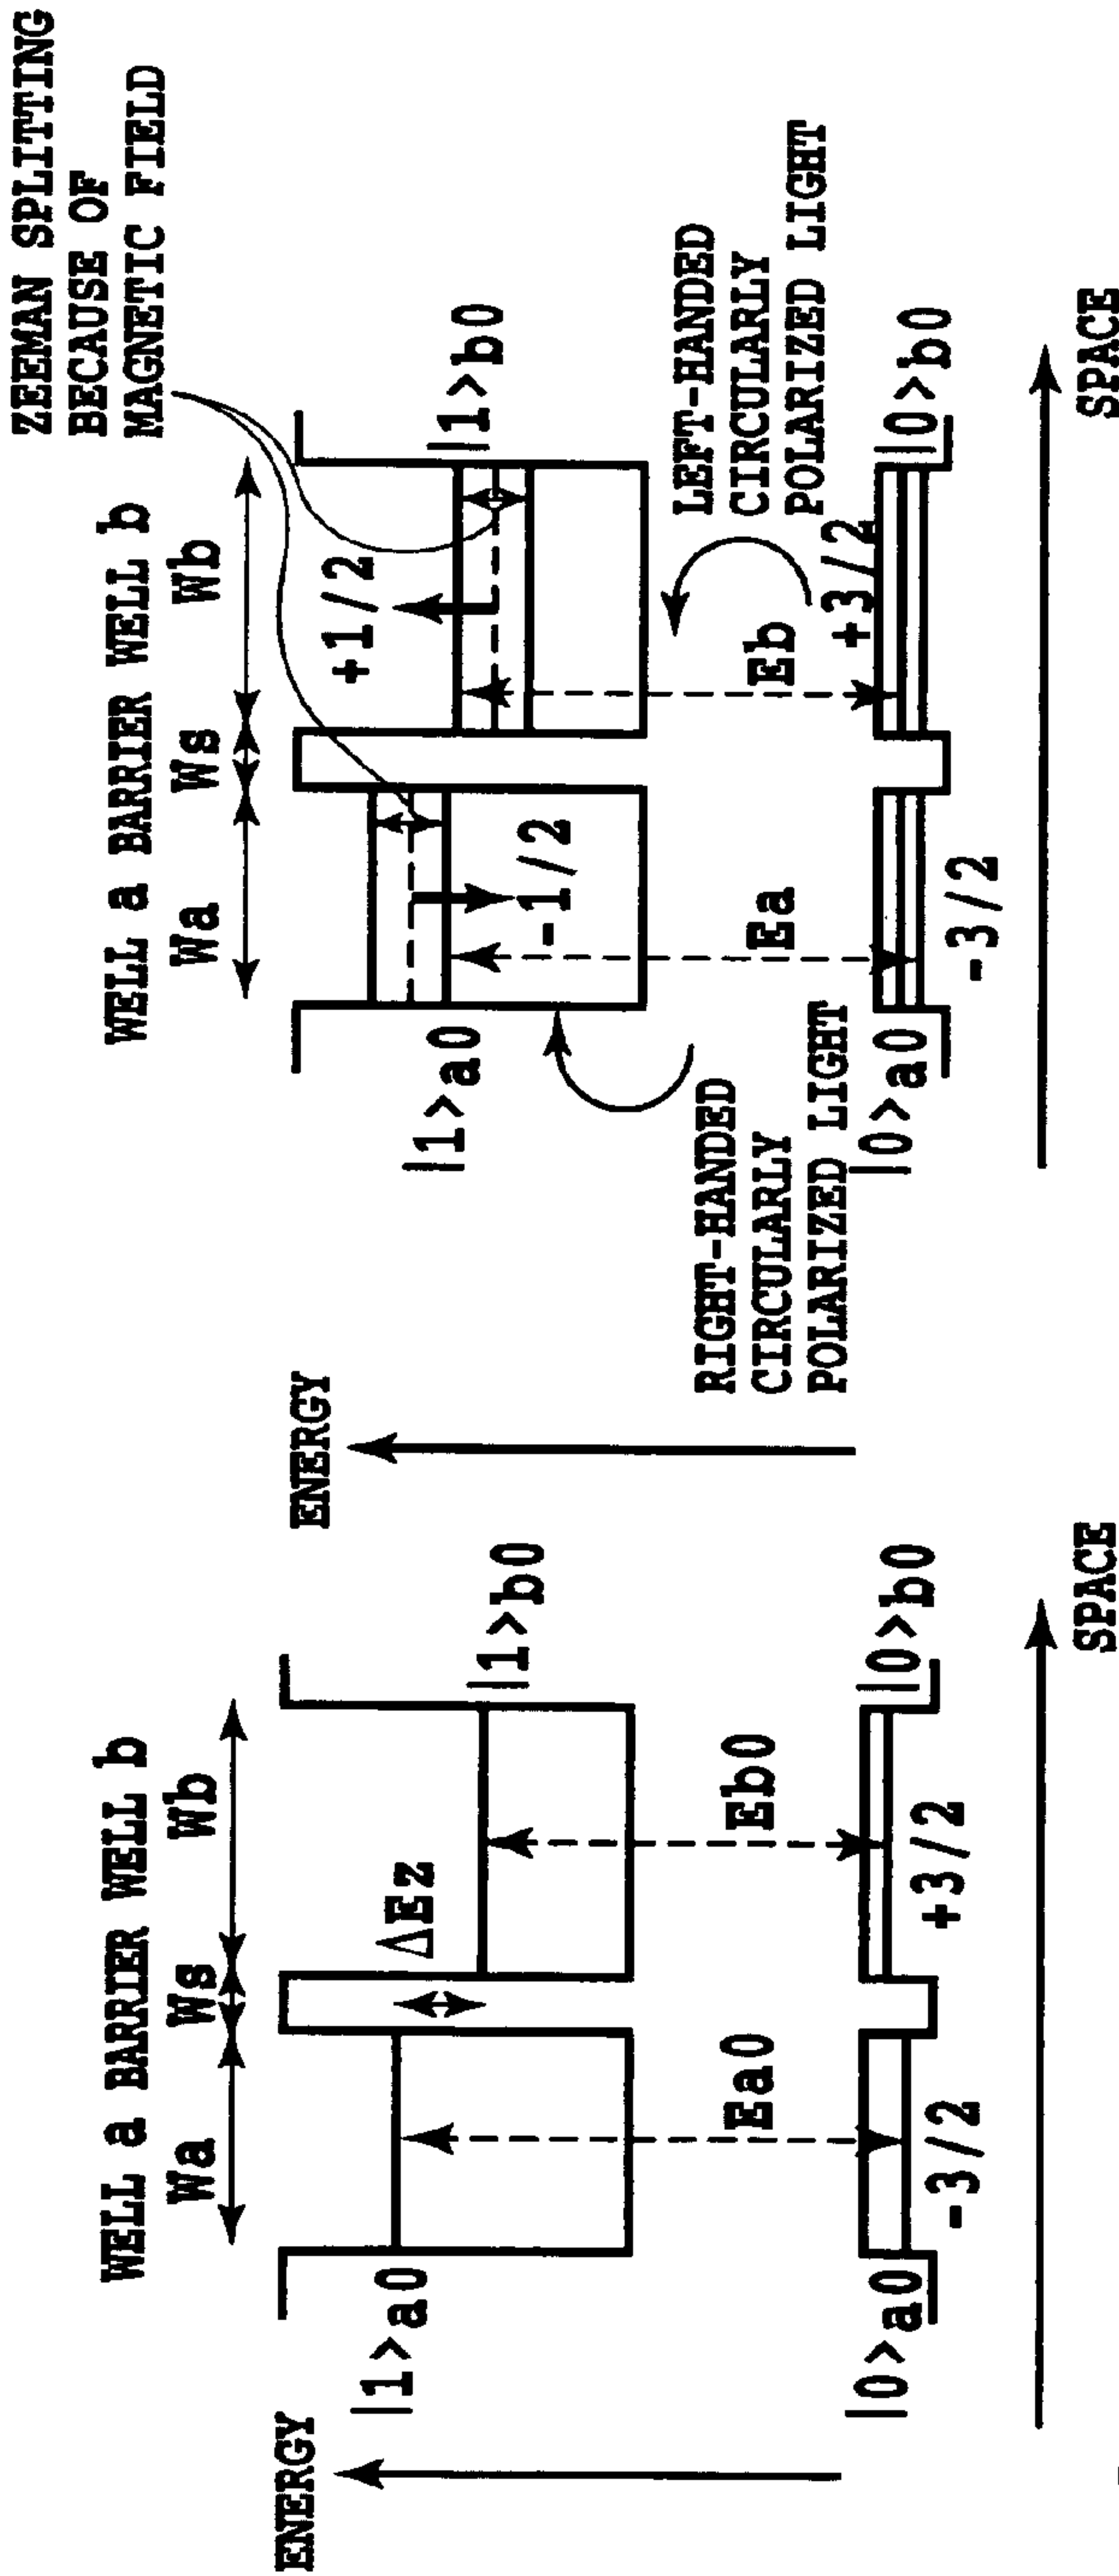 WELL a BARRIER WELL b
Wa Ws Wb
ENERGY
ΔEz
|1>a0
|1>b0
Ea0
Eb0
|0>a0
|0>b0
-3/2
+3/2
SPACE
ZEEMAN SPLITTING
BECAUSE OF
MAGNETIC FIELD
WELL a BARRIER WELL b
Wa Ws Wb
ENERGY
+1/2
|1>a0
|1>b0
-1/2
RIGHT-HANDED
CIRCULARLY
POLARIZED LIGHT
LEFT-HANDED
CIRCULARLY
POLARIZED LIGHT
Ea
Eb
+3/2
|0>a0
|0>b0
-3/2
SPACE